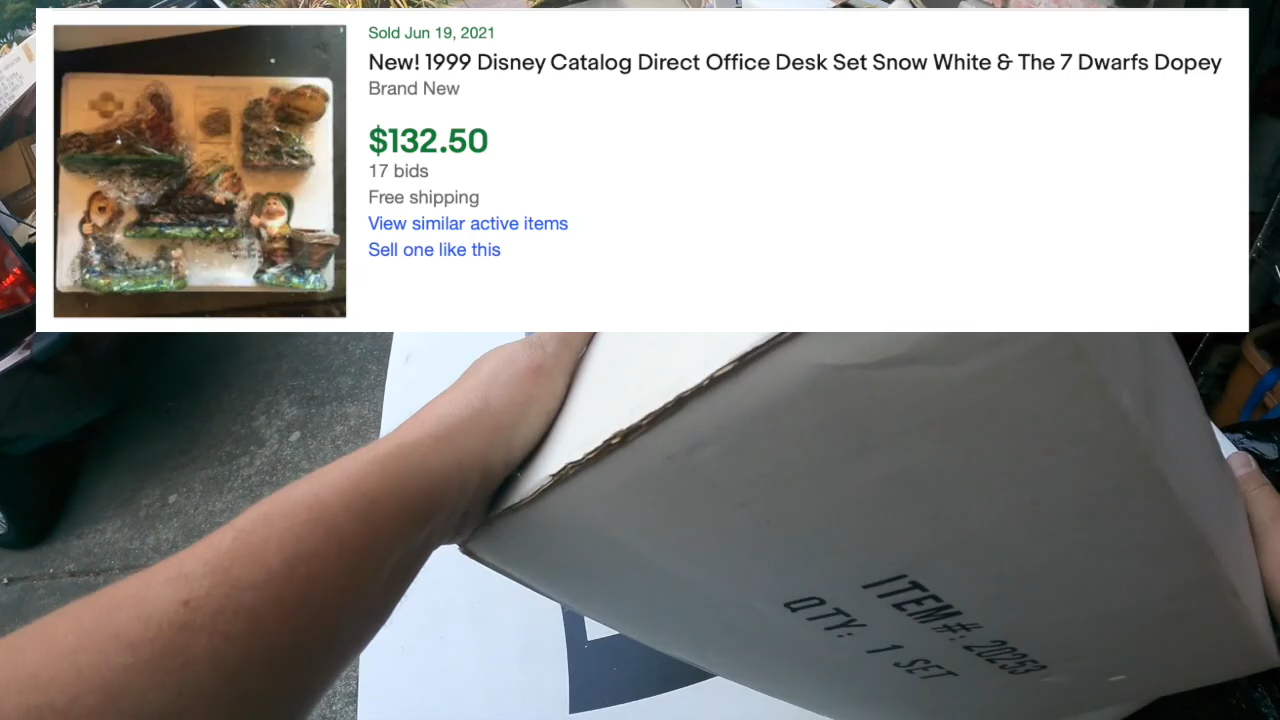 Sold Jun 19, 2021
New! 1999 Disney Catalog Direct Office Desk Set Snow White & The 7 Dwarfs Dopey
Brand New
$132.50
17 bids
Free shipping
View similar active items
Sell one like this
ITEM#: 20253
QTY: 1 SET